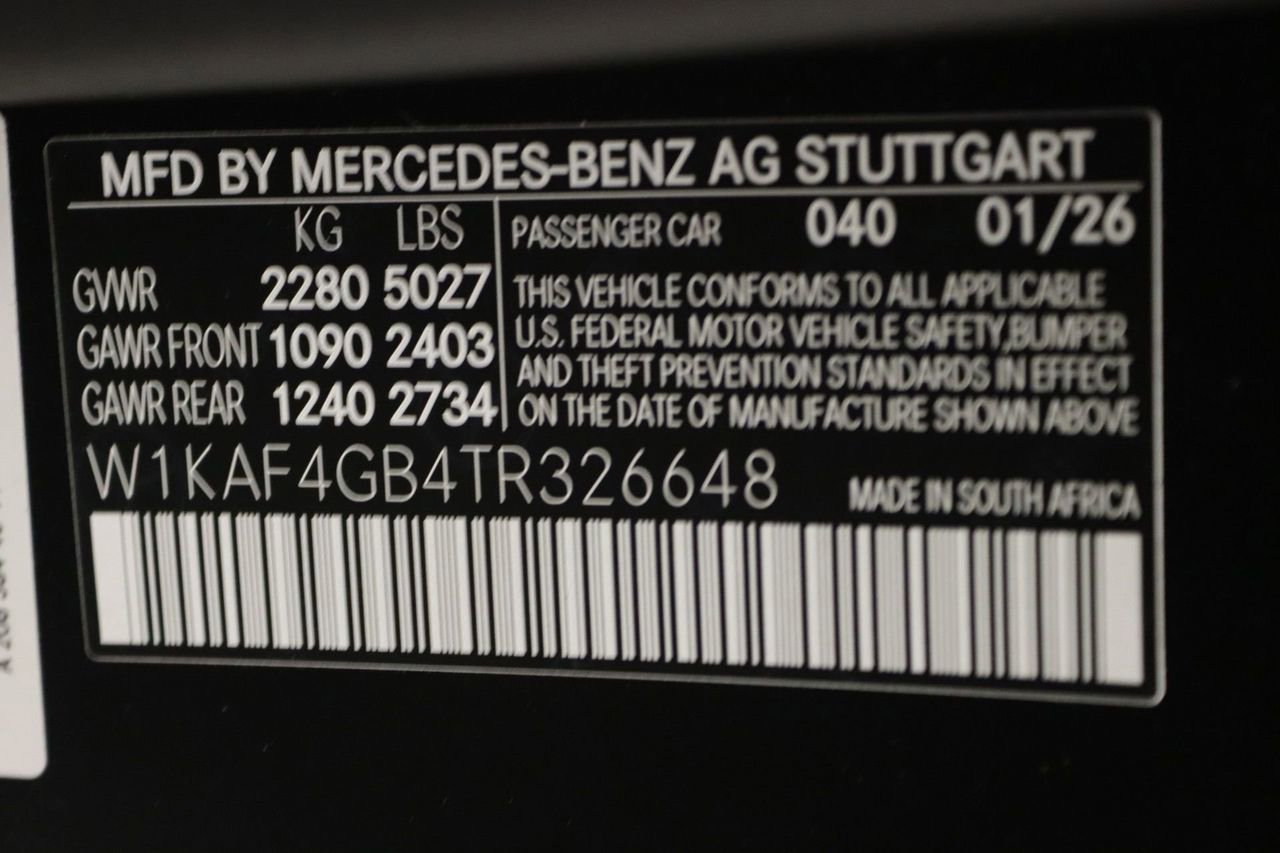 MFD BY MERCEDES-BENZ AG STUTTGART
KG LBS
GVWR 2280 5027
GAWR FRONT 1090 2403
GAWR REAR 1240 2734
PASSENGER CAR 040 01/26
THIS VEHICLE CONFORMS TO ALL APPLICABLE
U.S. FEDERAL MOTOR VEHICLE SAFETY,BUMPER
AND THEFT PREVENTION STANDARDS IN EFFECT
ON THE DATE OF MANUFACTURE SHOWN ABOVE
W1KAF4GB4TR326648
MADE IN SOUTH AFRICA